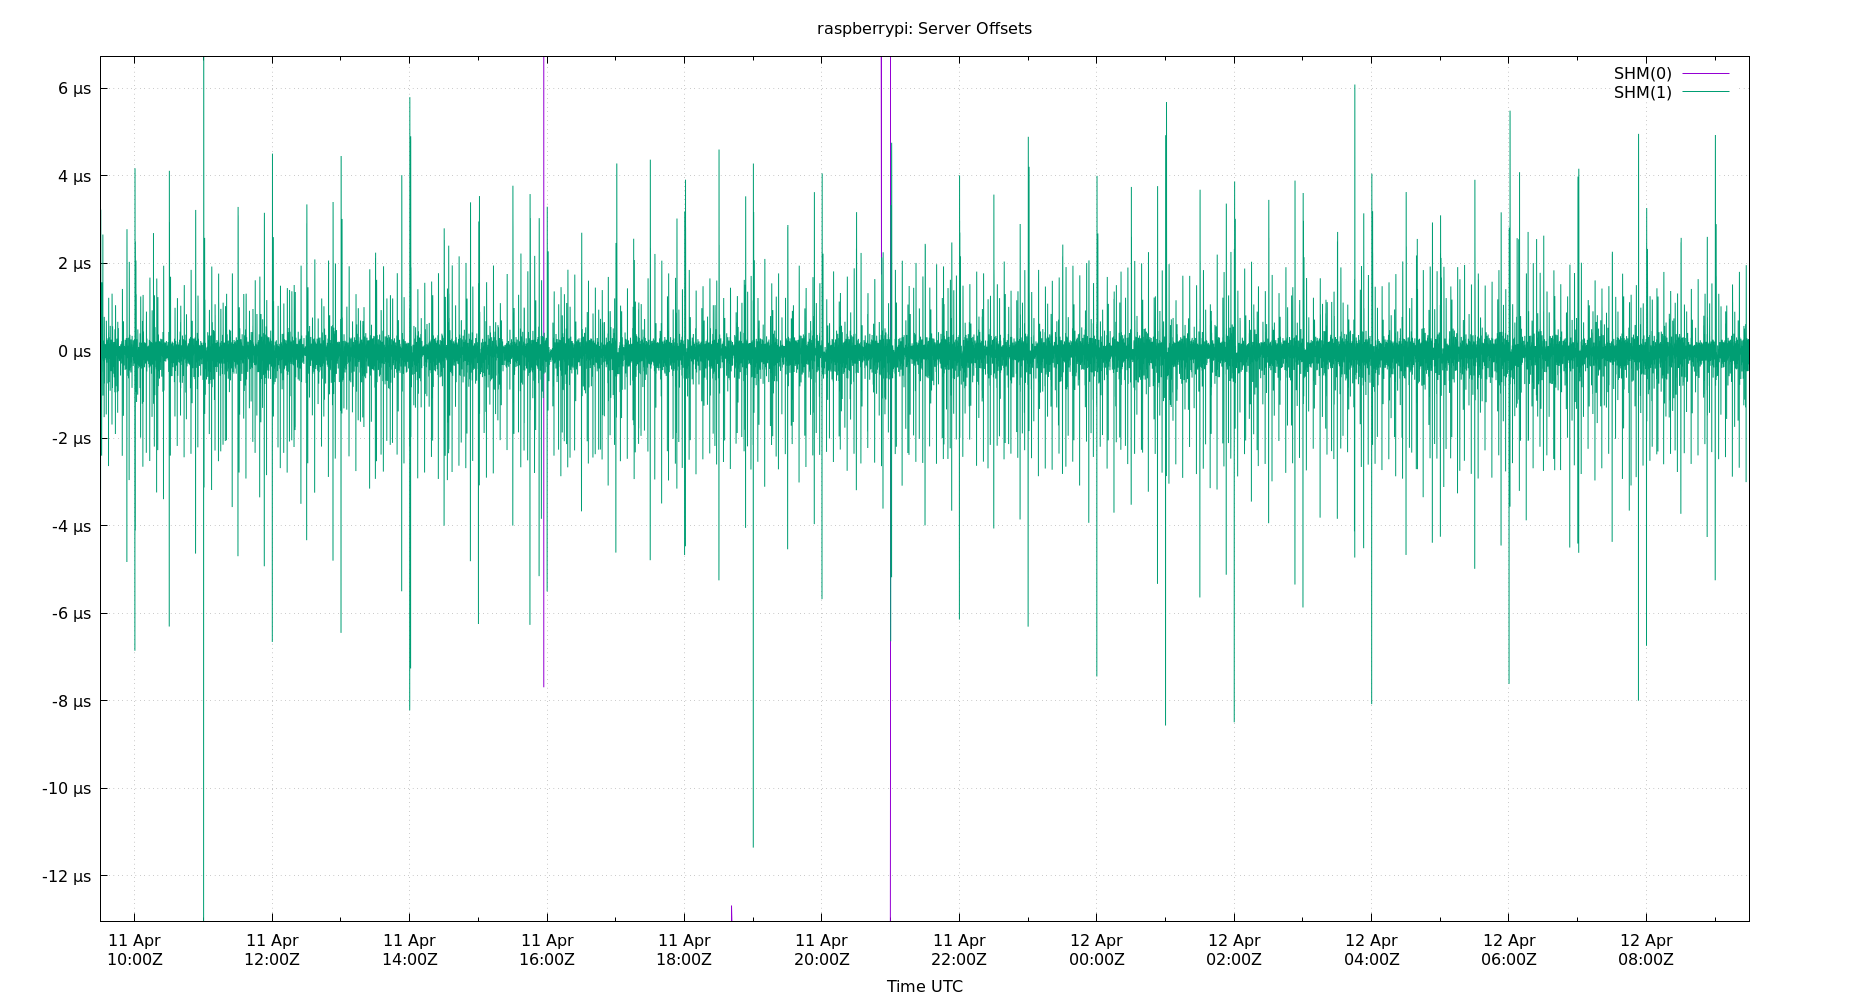 raspberrypi: Server Offsets
SHM(0)
SHM(1)
6 µs
4 µs
2 µs
0 µs
-2 µs
-4 µs
-6 µs
-8 µs
-10 µs
-12 µs
11 Apr 11 Apr 11 Apr 11 Apr 11 Apr 11 Apr 11 Apr 12 Apr 12 Apr 12 Apr 12 Apr 12 Apr
10:00Z 12:00Z 14:00Z 16:00Z 18:00Z 20:00Z 22:00Z 00:00Z 02:00Z 04:00Z 06:00Z 08:00Z
Time UTC